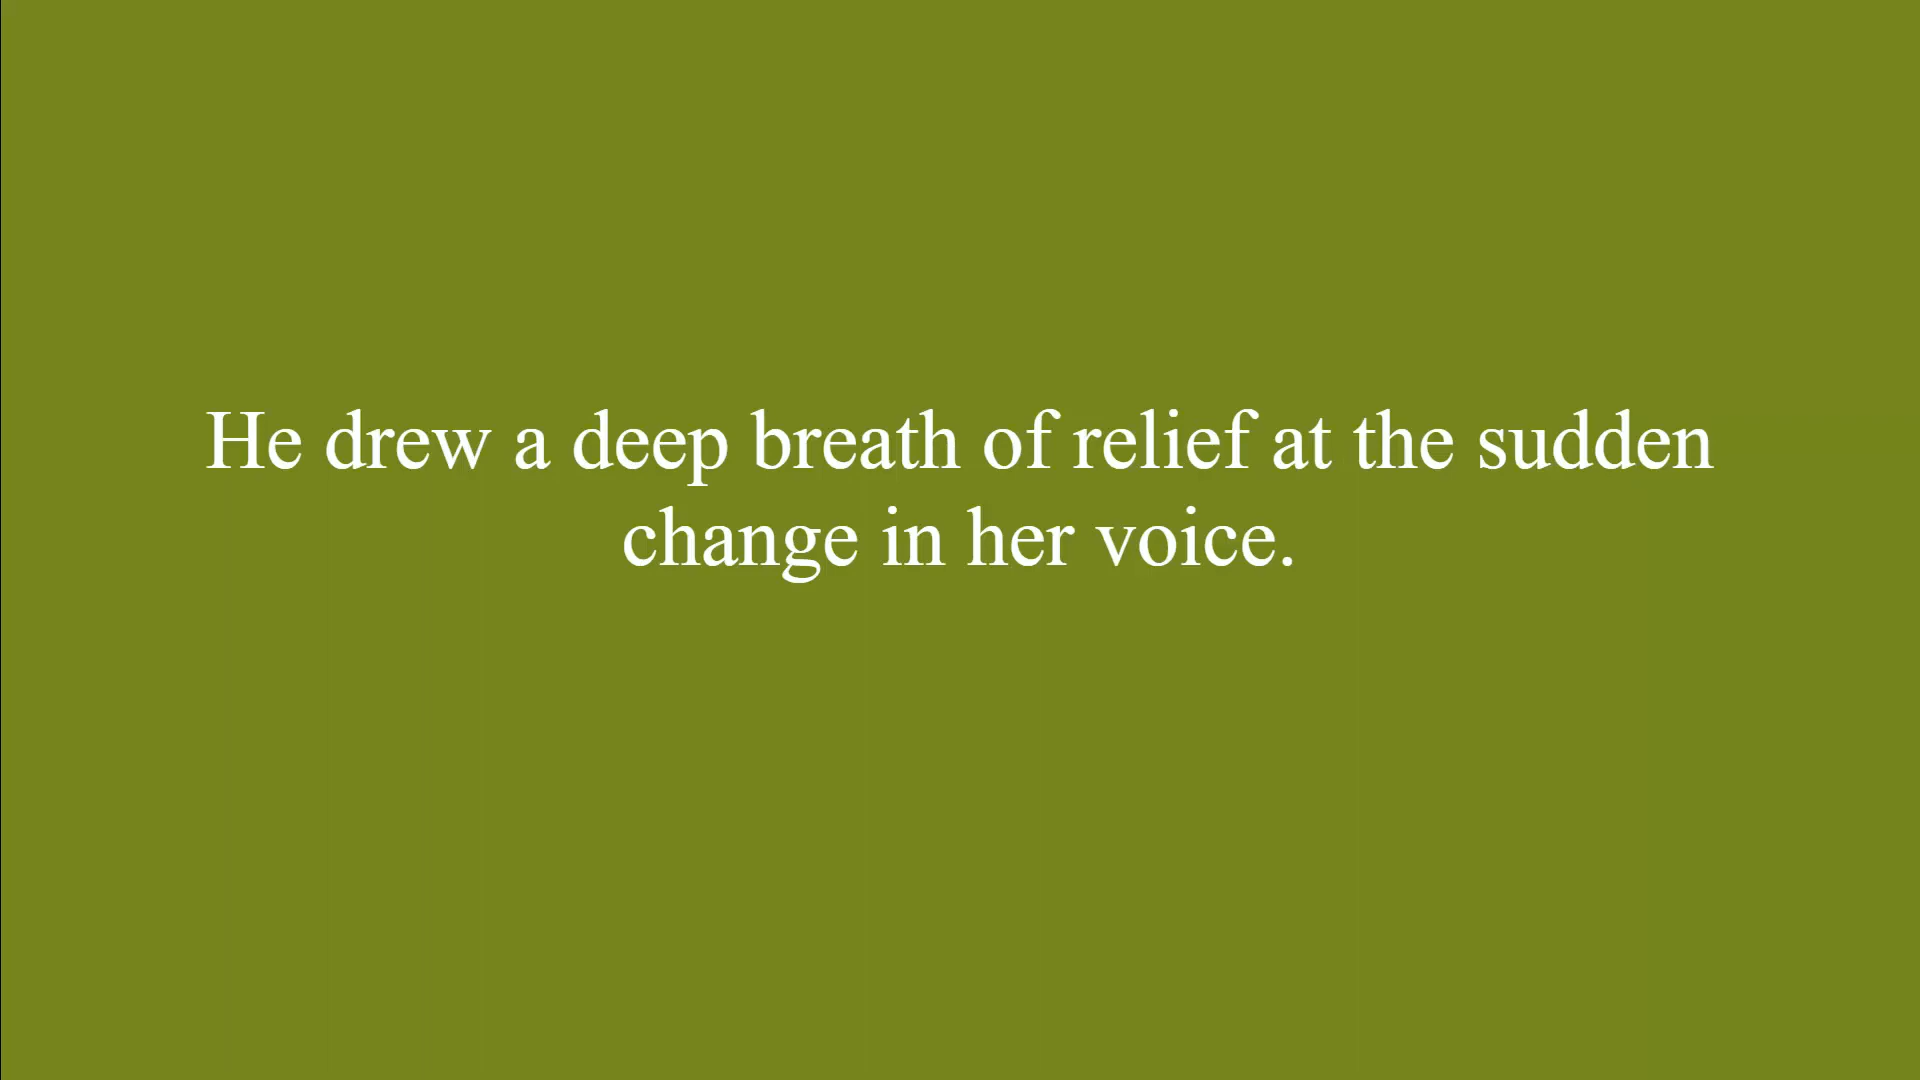 He drew a deep breath of relief at the sudden
change in her voice.